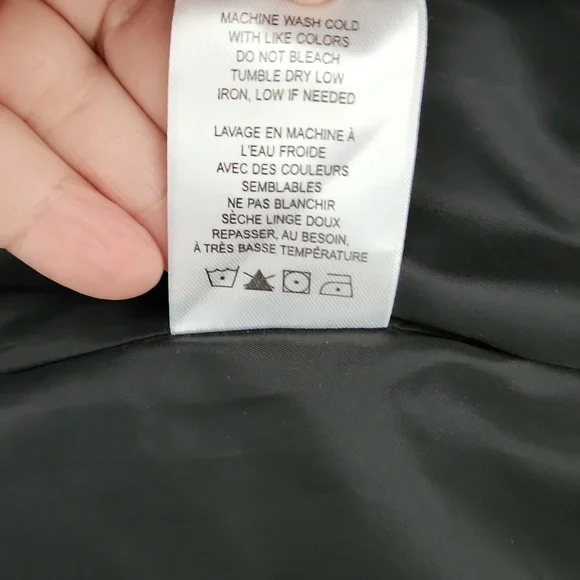 MACHINE WASH COLD
WITH LIKE COLORS
DO NOT BLEACH
TUMBLE DRY LOW
IRON, LOW IF NEEDED
LAVAGE EN MACHINE À
L'EAU FROIDE
AVEC DES COULEURS
SEMBLABLES
NE PAS BLANCHIR
SÈCHE LINGE DOUX
REPASSER, AU BESOIN,
À TRÈS BASSE TEMPÉRATURE